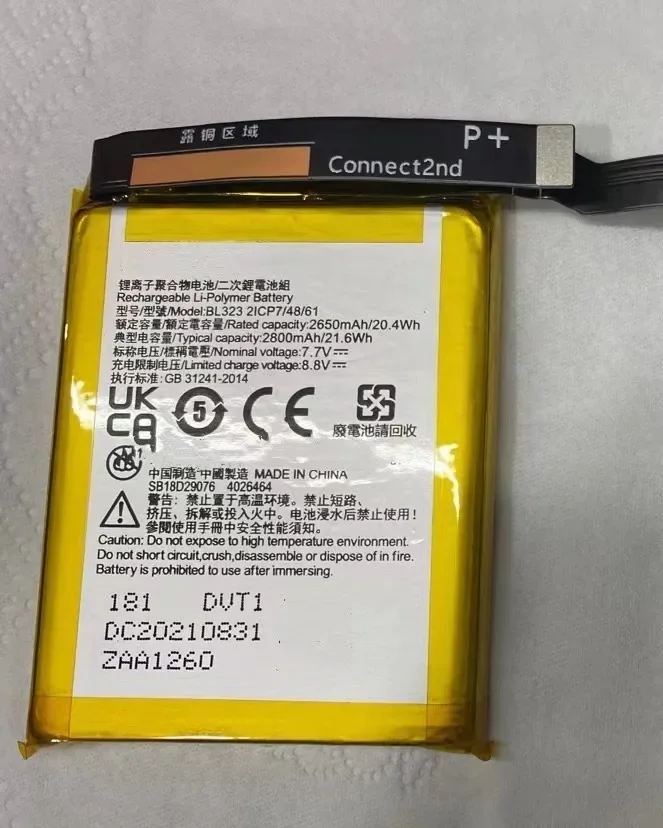 露铜区域
P+
Connect2nd
锂离子聚合物电池/二次鋰電池組
Rechargeable Li-Polymer Battery
型号/型號/Model:BL323 2ICP7/48/61
额定容量/額定電容量/Rated capacity:2650mAh/20.4Wh
典型电容量/Typical capacity:2800mAh/21.6Wh
标称电压/標稱電壓/Nominal voltage:7.7V⎓
充电限制电压/Limited charge voltage:8.8V⎓
执行标准: GB 31241-2014
UK
CA
5
CE
廢電池請回收
中国制造 中國製造 MADE IN CHINA
SB18D29076 4026464
警告: 禁止置于高温环境。禁止短路、
挤压、拆解或投入火中。电池浸水后禁止使用!
參閱使用手冊中安全性能須知。
Caution: Do not expose to high temperature environment.
Do not short circuit,crush,disassemble or dispose of in fire.
Battery is prohibited to use after immersing.
181 DVT1
DC20210831
ZAA1260